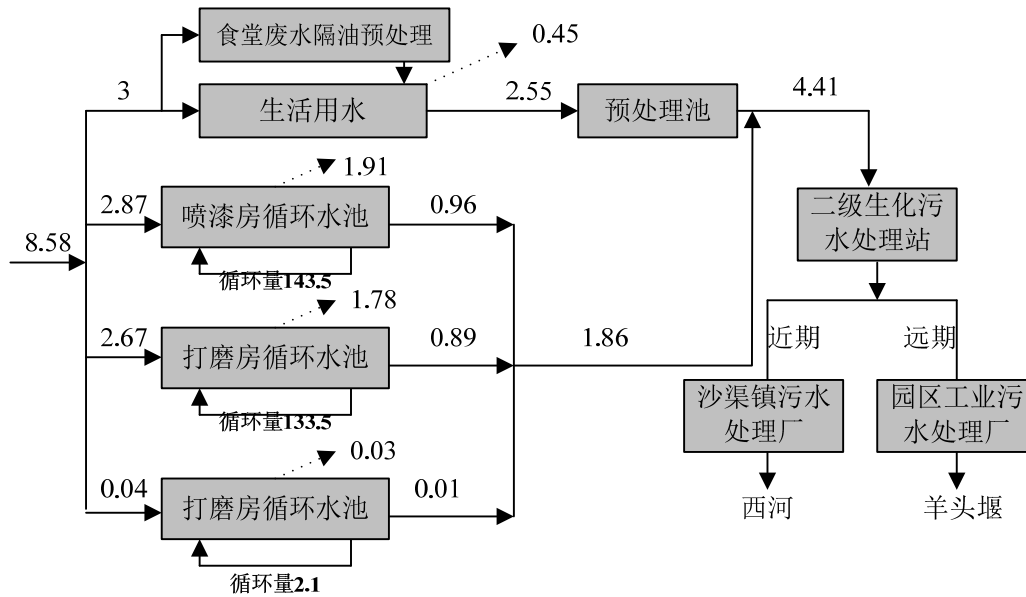 食堂废水隔油预处理
0.45
3
生活用水
2.55
预处理池
4.41
1.91
2.87
喷漆房循环水池
0.96
二级生化污
水处理站
8.58
循环量143.5
1.78
2.67
打磨房循环水池
0.89
1.86
近期
远期
循环量133.5
沙渠镇污水
处理厂
园区工业污
水处理厂
0.03
0.04
打磨房循环水池
0.01
西河
羊头堰
循环量2.1